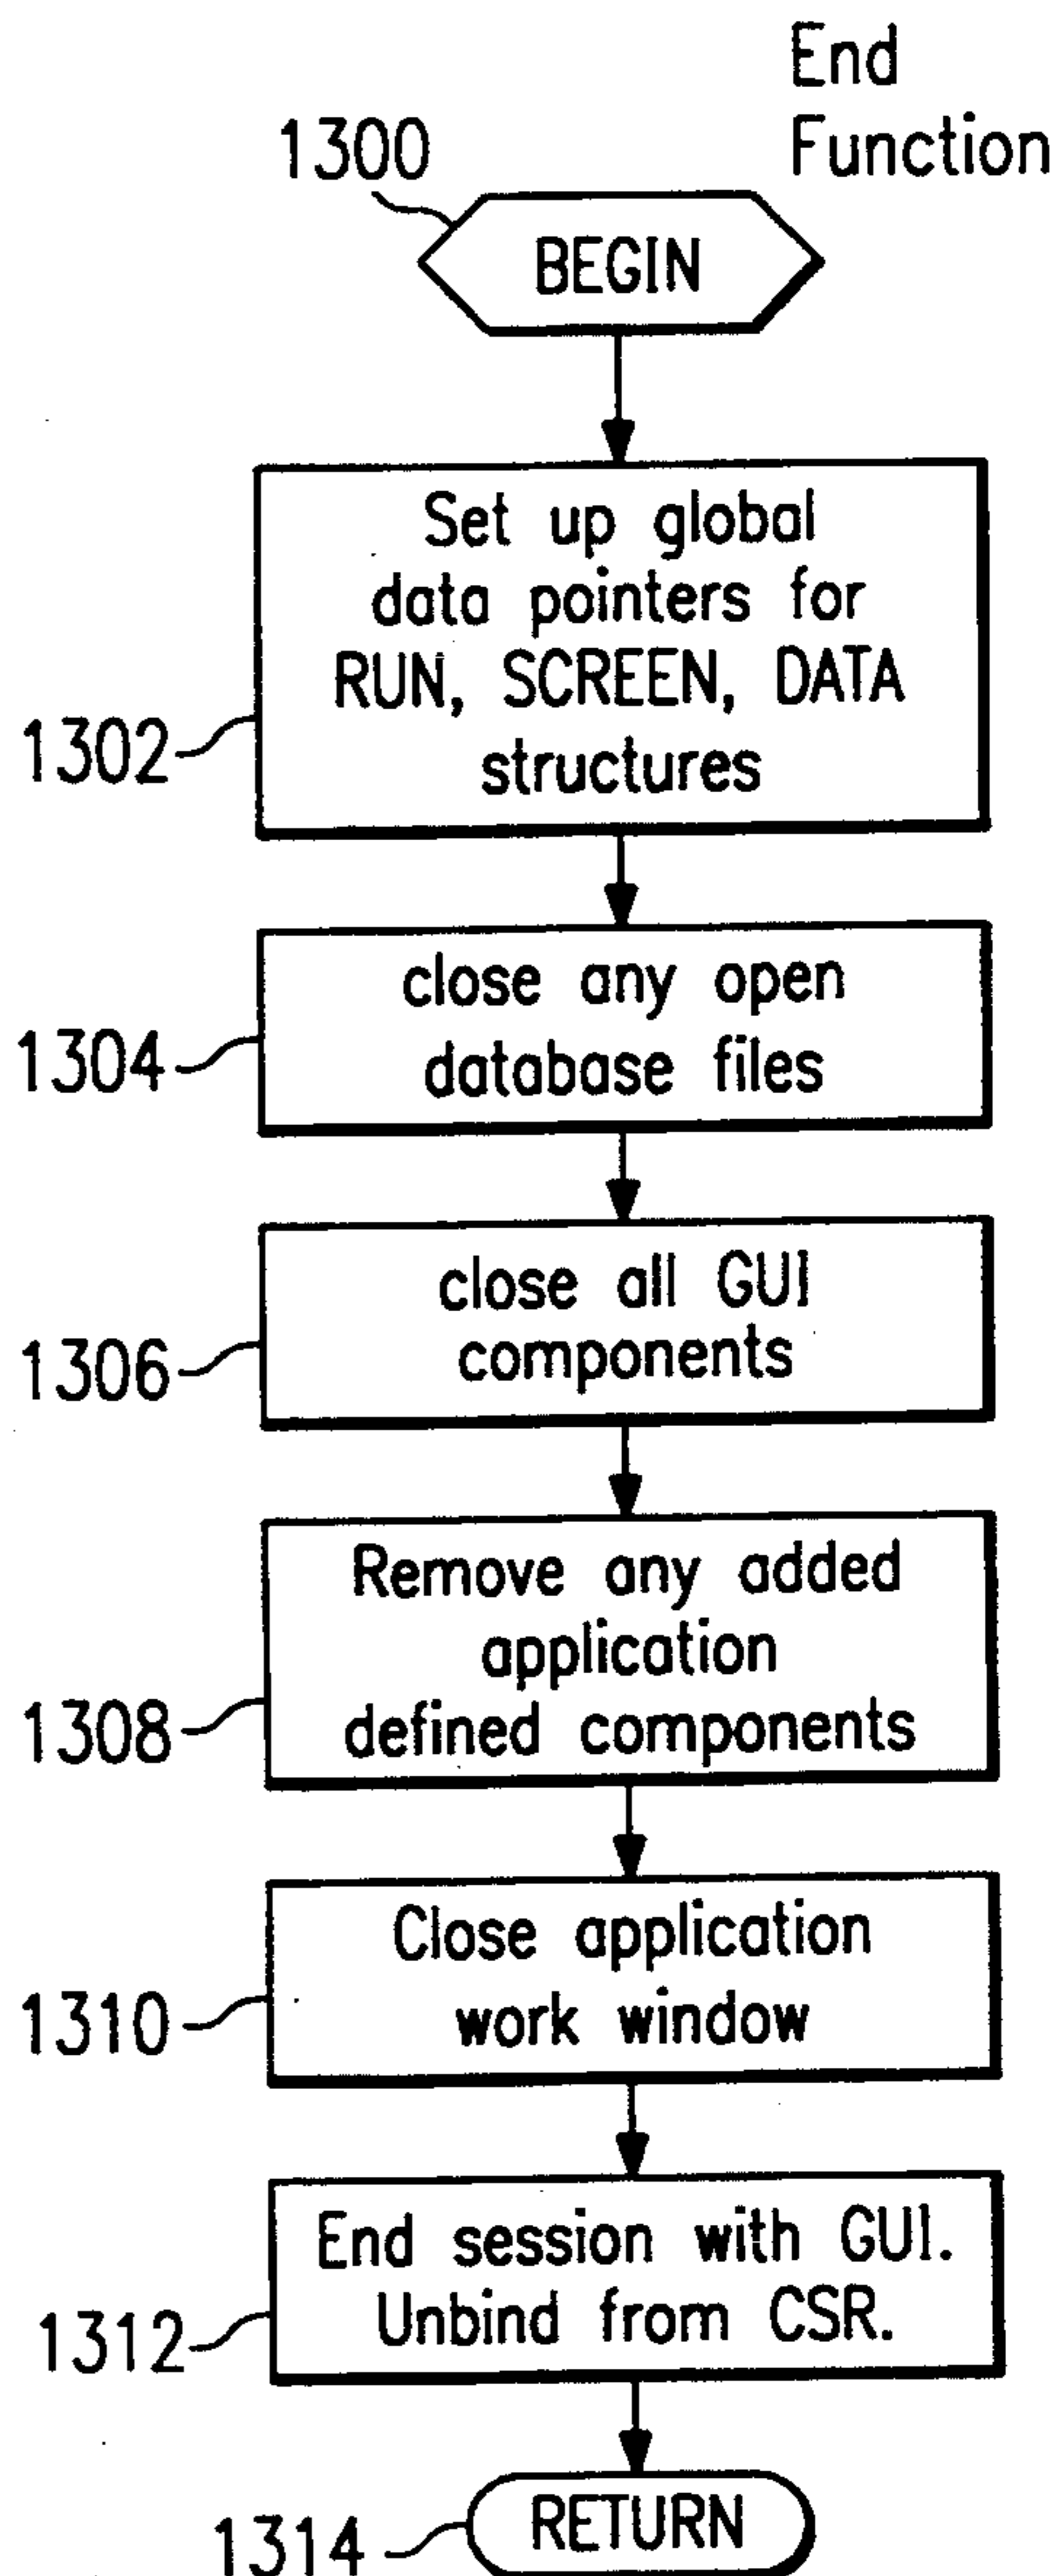 End
Function
1300
BEGIN
Set up global
data pointers for
RUN, SCREEN, DATA
structures
1302
close any open
database files
1304
close all GUI
components
1306
Remove any added
application
defined components
1308
Close application
work window
1310
End session with GUI.
Unbind from CSR.
1312
RETURN
1314